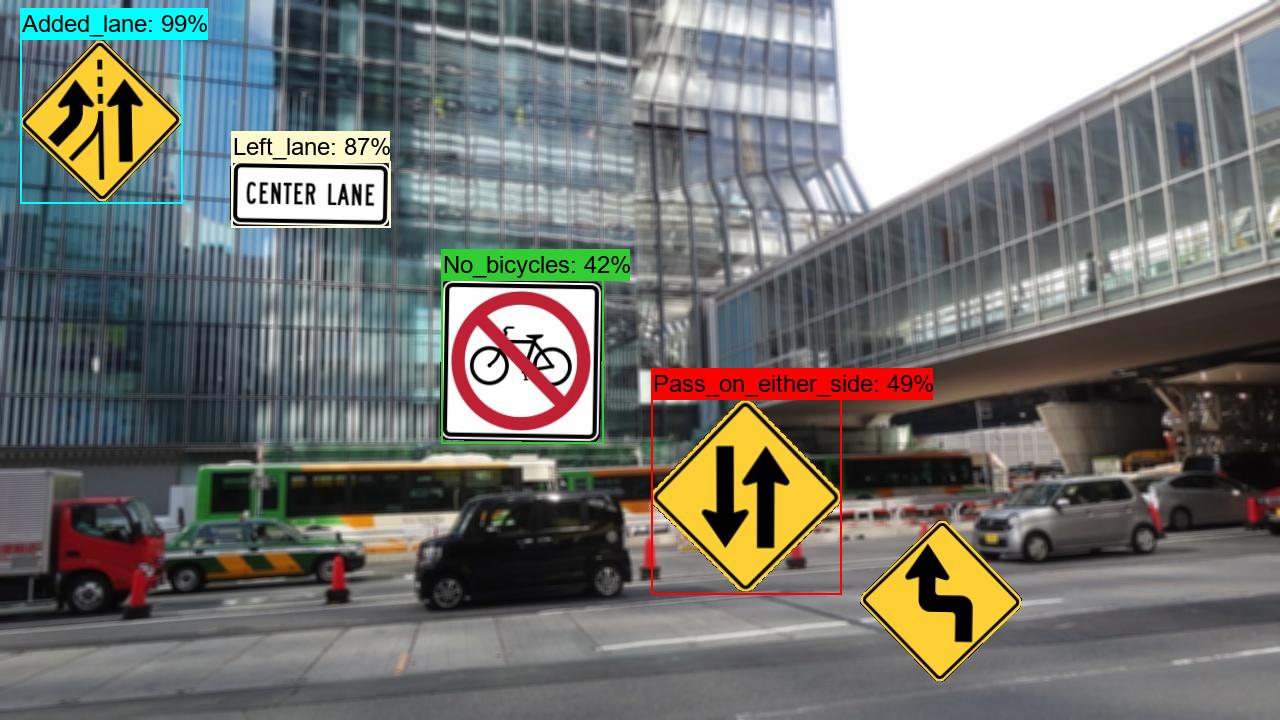 Added_lane: 99%
Left_lane: 87%
CENTER LANE
No_bicycles: 42%
Pass_on_either_side: 49%